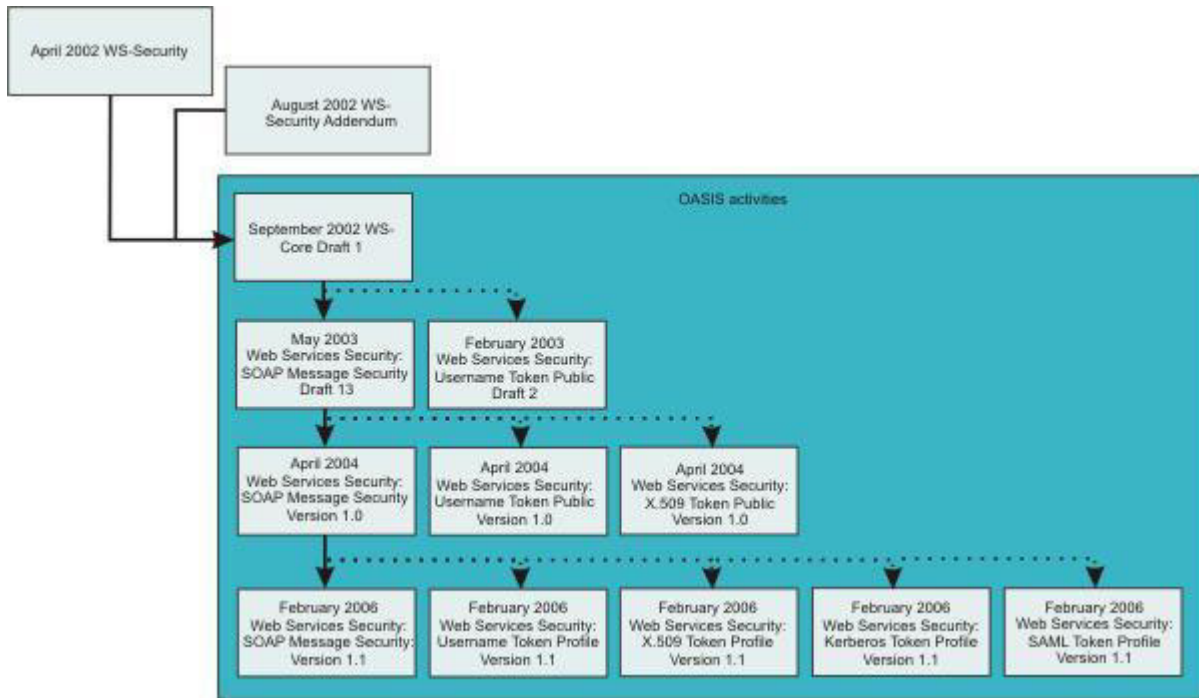 April 2002 WS-Security
August 2002 WS-
Security Addendum
OASIS activities
September 2002 WS-
Core Draft 1
May 2003
Web Services Security:
SOAP Message Security
Draft 13
February 2003
Web Services Security:
Username Token Public
Draft 2
April 2004
Web Services Security:
SOAP Message Security
Version 1.0
April 2004
Web Services Security:
Username Token Public
Version 1.0
April 2004
Web Services Security:
X.509 Token Public
Version 1.0
February 2006
Web Services Security:
SOAP Message Security:
Version 1.1
February 2006
Web Services Security:
Username Token Profile
Version 1.1
February 2006
Web Services Security:
X.509 Token Profile
Version 1.1
February 2006
Web Services Security:
Kerberos Token Profile
Version 1.1
February 2006
Web Services Security:
SAML Token Profile
Version 1.1